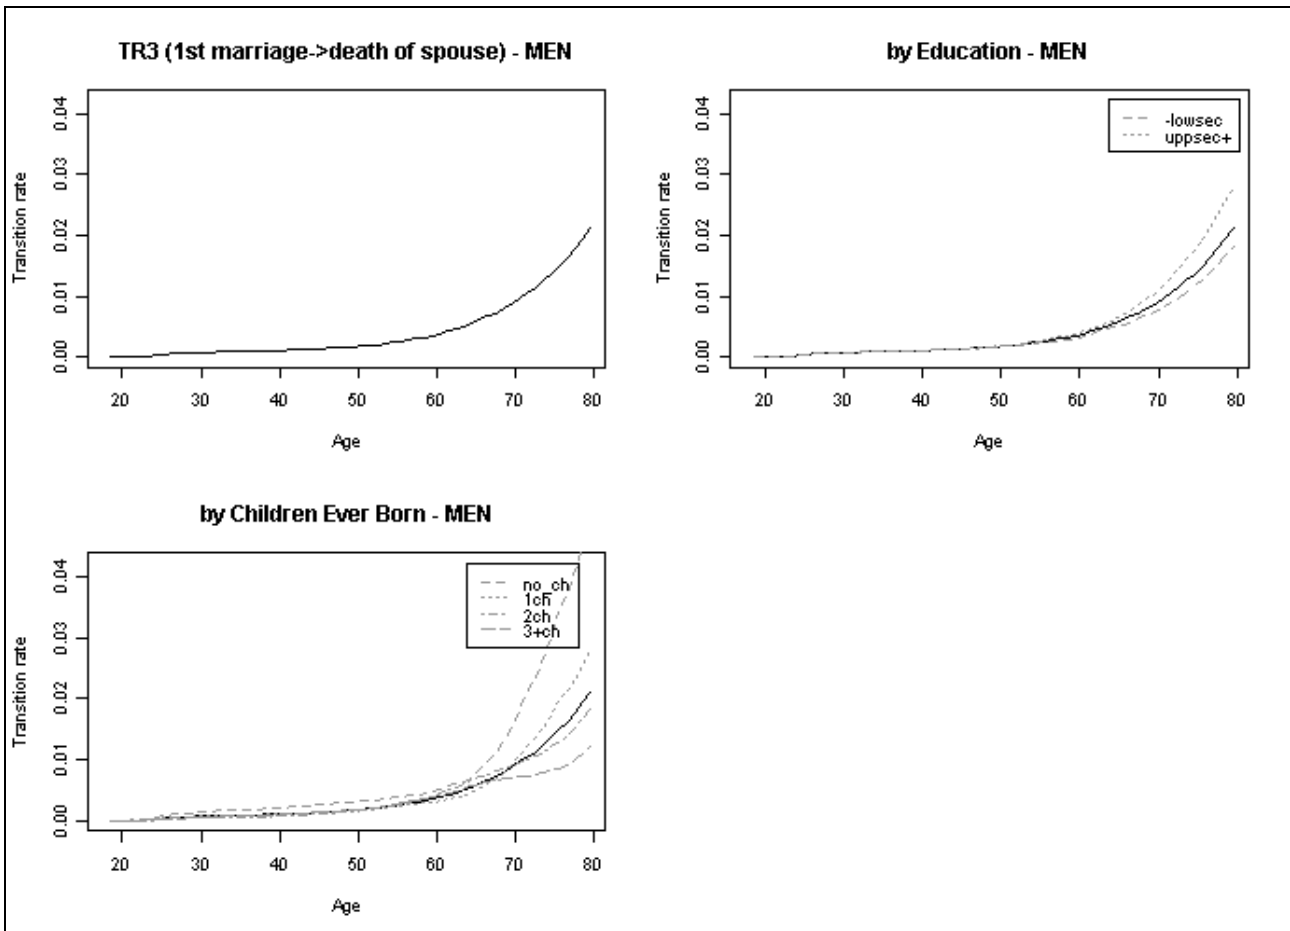 TR3 (1st marriage->death of spouse) - MEN
0.04
0.03
0.02
0.01
0.00
Transition rate
20 30 40 50 60 70 80
Age
by Education - MEN
-lowsec
uppsec+
0.04
0.03
0.02
0.01
0.00
Transition rate
20 30 40 50 60 70 80
Age
by Children Ever Born - MEN
no_ch
1ch
2ch
3+ch
0.04
0.03
0.02
0.01
0.00
Transition rate
20 30 40 50 60 70 80
Age